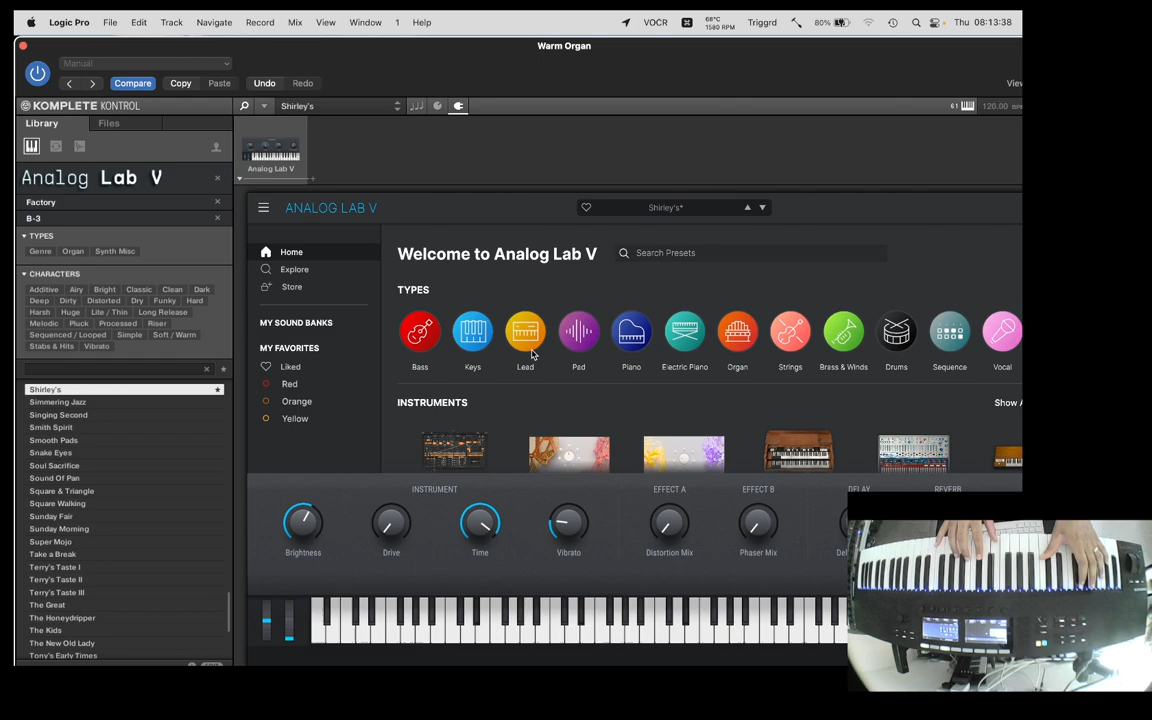 Logic Pro File Edit Track Navigate Record Mix View Window 1 Help VOCR 68°C 1580 RPM Triggrd 80% Thu 08:13:38
Warm Organ
Manual
Compare Copy Paste Undo Redo View
KOMPLETE KONTROL Shirley's 61 120.00 BPM
Library Files
Analog Lab V
Analog Lab V
Factory
B-3
TYPES
Genre Organ Synth Misc
CHARACTERS
Additive Airy Bright Classic Clean Dark
Deep Dirty Distorted Dry Funky Hard
Harsh Huge Lite / Thin Long Release
Melodic Pluck Processed Riser
Sequenced / Looped Simple Soft / Warm
Stabs & Hits Vibrato
Shirley's
Simmering Jazz
Singing Second
Smith Spirit
Smooth Pads
Snake Eyes
Soul Sacrifice
Sound Of Pan
Square & Triangle
Square Walking
Sunday Fair
Sunday Morning
Super Mojo
Take a Break
Terry's Taste I
Terry's Taste II
Terry's Taste III
The Great
The Honeydripper
The Kids
The New Old Lady
Tony's Early Times
ANALOG LAB V Shirley's*
Home
Explore
Store
MY SOUND BANKS
MY FAVORITES
Liked
Red
Orange
Yellow
Welcome to Analog Lab V Search Presets
TYPES
Bass Keys Lead Pad Piano Electric Piano Organ Strings Brass & Winds Drums Sequence Vocal
INSTRUMENTS Show
INSTRUMENT EFFECT A EFFECT B DELAY REVERB
Brightness Drive Time Vibrato Distortion Mix Phaser Mix